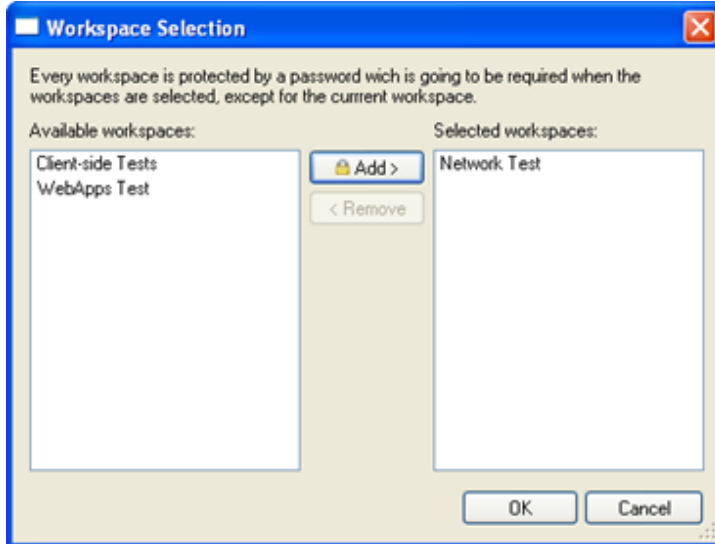 Workspace Selection
Every workspace is protected by a password wich is going to be required when the
workspaces are selected, except for the currrent workspace.
Available workspaces:
Selected workspaces:
Client-side Tests
WebApps Test
Add >
< Remove
Network Test
OK
Cancel